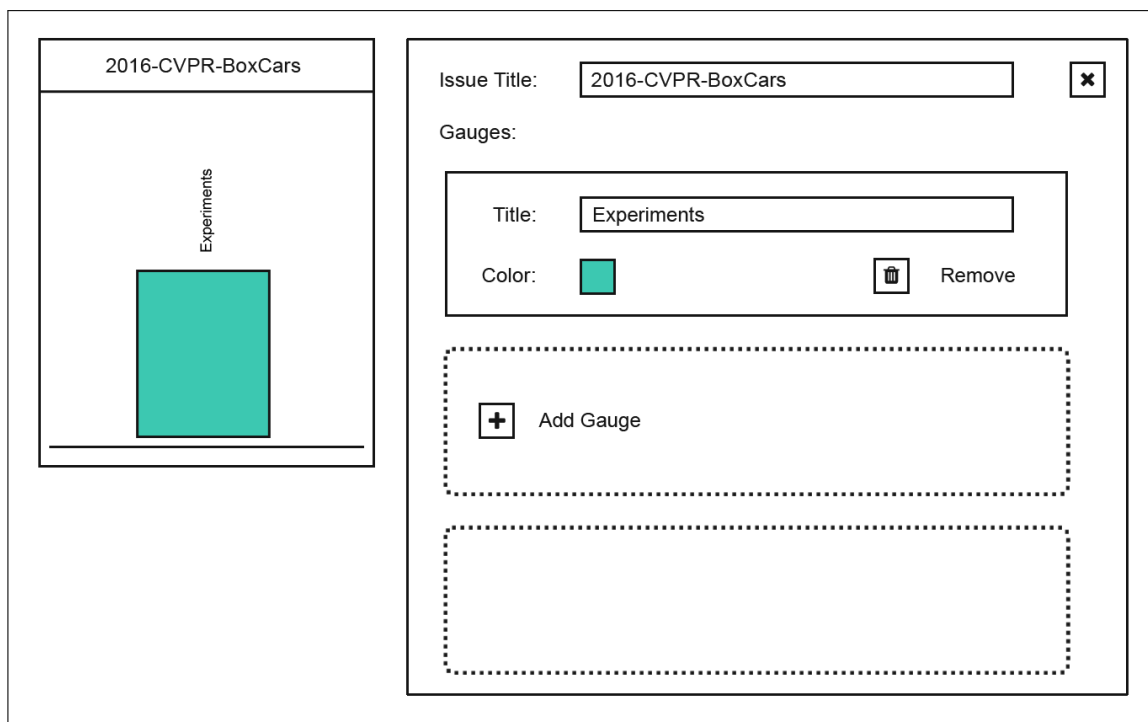 2016-CVPR-BoxCars
Experiments
Issue Title: 2016-CVPR-BoxCars
Gauges:
Title: Experiments
Color: Remove
Add Gauge